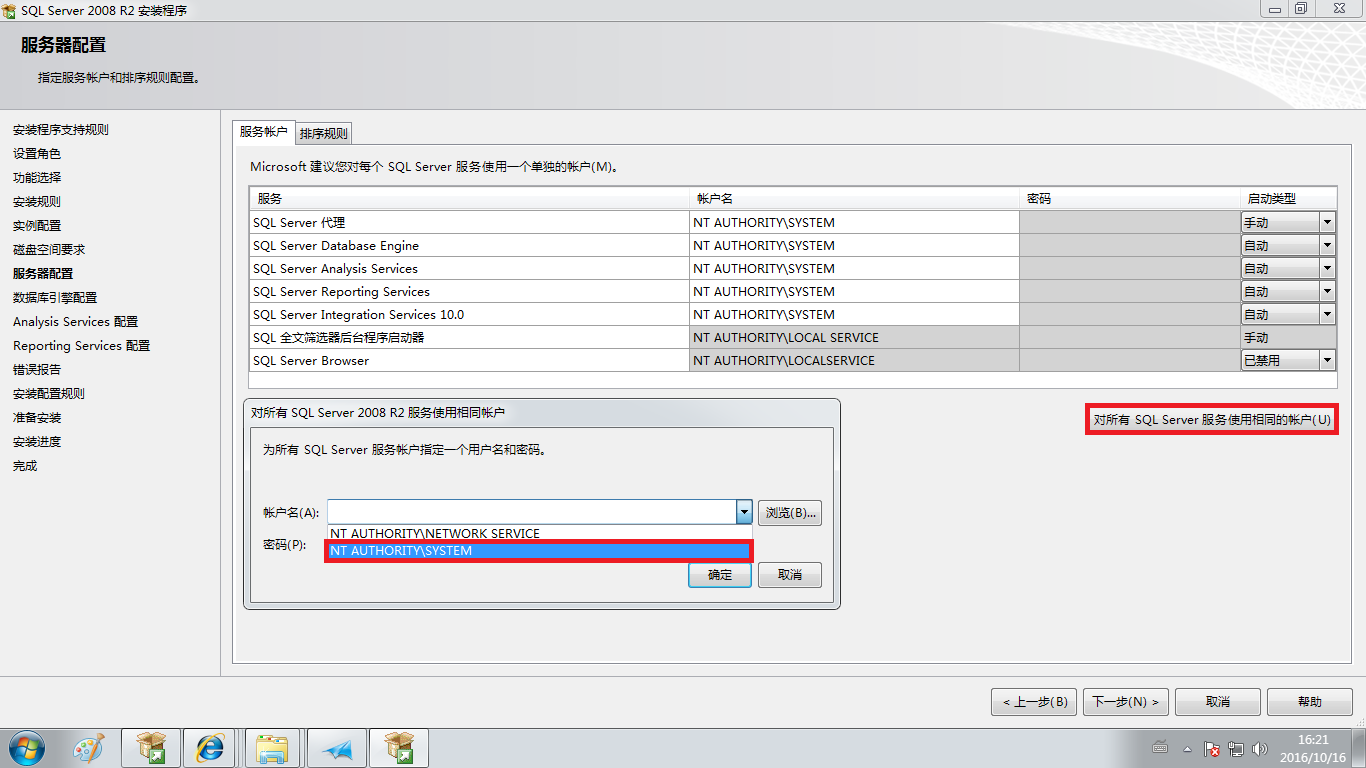 SQL Server 2008 R2 安装程序
服务器配置
指定服务帐户和排序规则配置。
安装程序支持规则
设置角色
功能选择
安装规则
实例配置
磁盘空间要求
服务器配置
数据库引擎配置
Analysis Services 配置
Reporting Services 配置
错误报告
安装配置规则
准备安装
安装进度
完成
服务帐户 排序规则
Microsoft 建议您对每个 SQL Server 服务使用一个单独的帐户(M)。
服务 帐户名 密码 启动类型
SQL Server 代理 NT AUTHORITY\SYSTEM 手动
SQL Server Database Engine NT AUTHORITY\SYSTEM 自动
SQL Server Analysis Services NT AUTHORITY\SYSTEM 自动
SQL Server Reporting Services NT AUTHORITY\SYSTEM 自动
SQL Server Integration Services 10.0 NT AUTHORITY\SYSTEM 自动
SQL 全文筛选器后台程序启动器 NT AUTHORITY\LOCAL SERVICE 手动
SQL Server Browser NT AUTHORITY\LOCALSERVICE 已禁用
对所有 SQL Server 服务使用相同的帐户(U)
对所有 SQL Server 2008 R2 服务使用相同帐户
为所有 SQL Server 服务帐户指定一个用户名和密码。
帐户名(A): 浏览(B)...
NT AUTHORITY\NETWORK SERVICE
密码(P): NT AUTHORITY\SYSTEM
确定 取消
< 上一步(B) 下一步(N) > 取消 帮助
16:21
2016/10/16